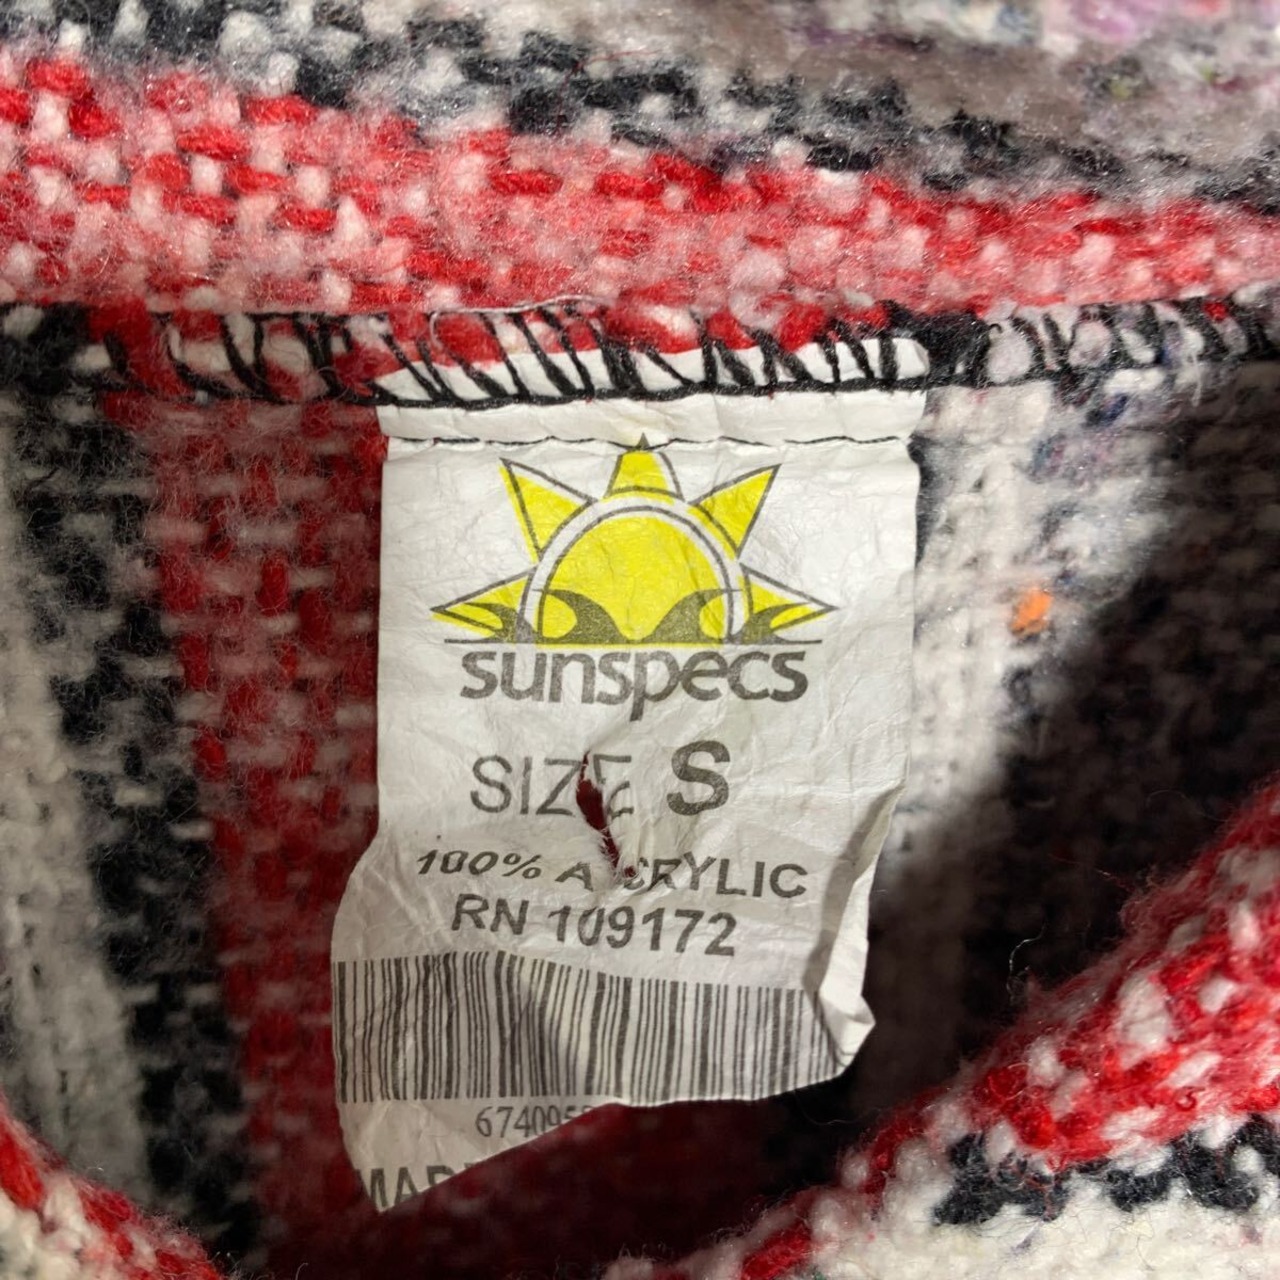 sunspecs
SIZE S
100% ACRYLIC
RN 109172